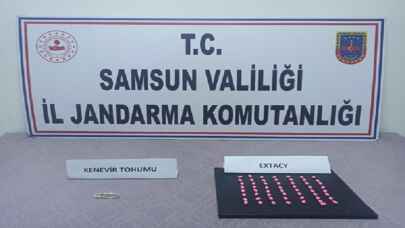 T.C.
SAMSUN VALİLİĞİ
İL JANDARMA KOMUTANLIĞI
KENEVİR TOHUMU
EXTACY